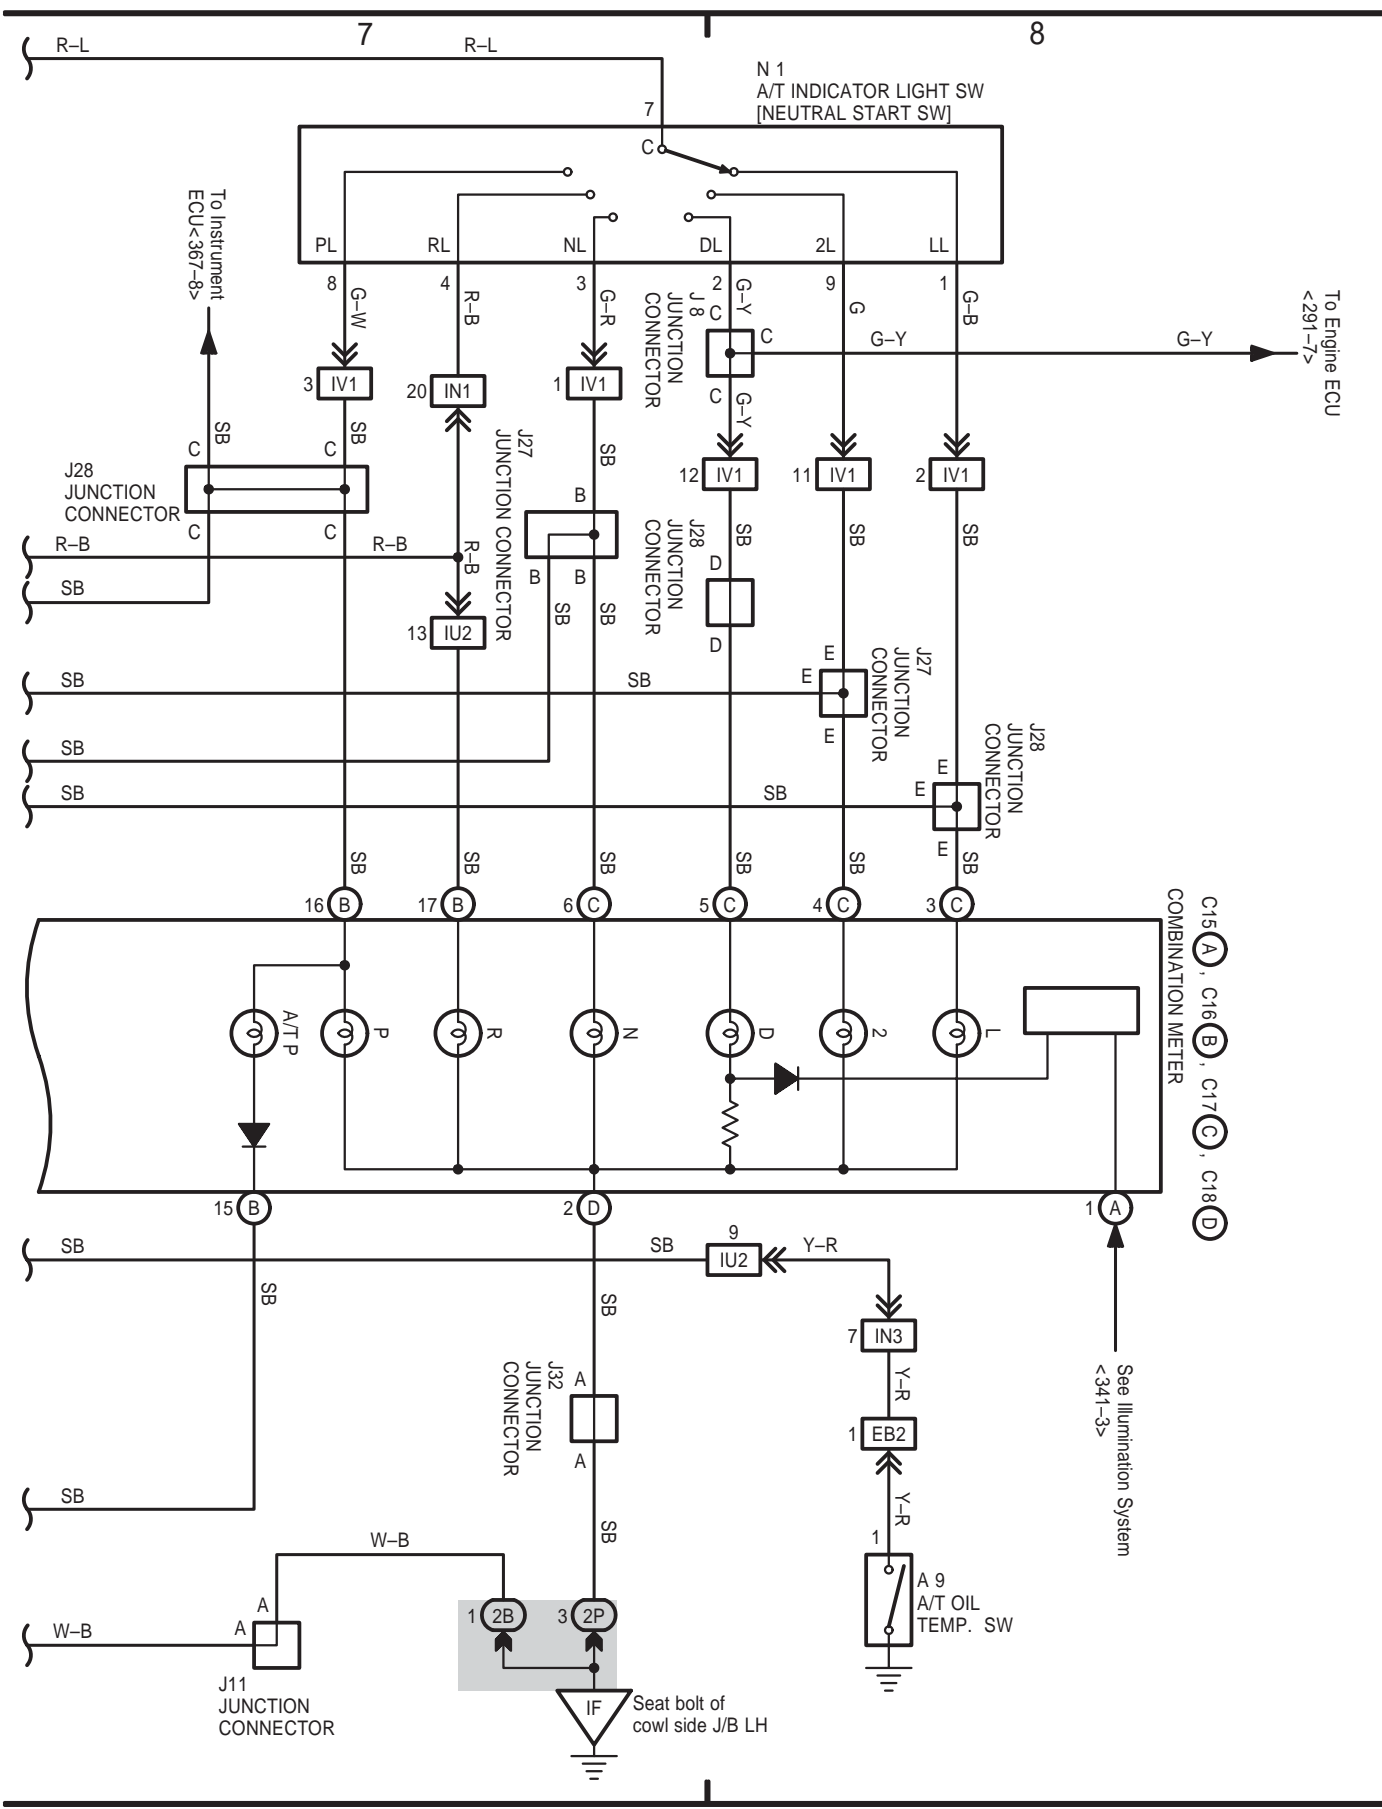 7
8
R–L
R–L
N 1
A/T INDICATOR LIGHT SW
[NEUTRAL START SW]
7
C
PL
RL
NL
DL
2L
LL
8
4
3
2
9
1
G–W
R–B
G–R
G–Y
G
G–B
To Instrument
ECU<367–8>
J 8
JUNCTION
CONNECTOR
C
C
C
G–Y
G–Y
G–Y
To Engine ECU
<291–7>
3
IV1
20
IN1
1
IV1
12
IV1
11
IV1
2
IV1
SB
SB
SB
SB
SB
SB
J28
JUNCTION
CONNECTOR
C
C
C
C
J27
JUNCTION CONNECTOR
B
B
B
J28
JUNCTION
CONNECTOR
D
D
R–B
R–B
R–B
SB
SB
SB
13
IU2
J27
JUNCTION
CONNECTOR
E
E
E
SB
SB
J28
JUNCTION
CONNECTOR
E
E
E
SB
SB
SB
SB
SB
SB
SB
SB
SB
SB
16
B
17
B
6
C
5
C
4
C
3
C
C15 A , C16 B , C17 C , C18 D
COMBINATION METER
A/T P
P
R
N
D
2
L
15
B
2
D
1
A
SB
SB
9
IU2
Y–R
SB
SB
7
IN3
Y–R
See Illumination System
<341–3>
J32
JUNCTION
CONNECTOR
A
A
1
EB2
Y–R
SB
SB
W–B
1
A 9
A/T OIL
TEMP. SW
1
2B
3
2P
W–B
A
A
J11
JUNCTION
CONNECTOR
IF
Seat bolt of
cowl side J/B LH